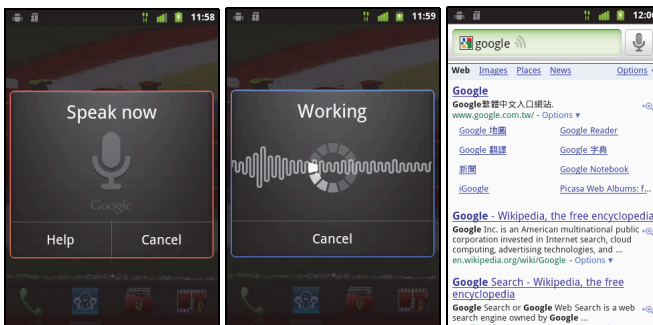 11:58
Speak now
Google
Help
Cancel
11:59
Working
Cancel
12:00
google
Web Images Places News Options
Google
Google繁體中文入口網站.
www.google.com.tw/ - Options ▼
Google 地圖 Google Reader
Google 翻譯 Google 字典
新聞 Google Notebook
iGoogle Picasa Web Albums: f...
Google - Wikipedia, the free encyclopedia
Google Inc. is an American multinational public
corporation invested in Internet search, cloud
computing, advertising technologies, and ...
en.wikipedia.org/wiki/Google - Options ▼
Google Search - Wikipedia, the free
encyclopedia
Google Search or Google Web Search is a web
search engine owned by Google ...